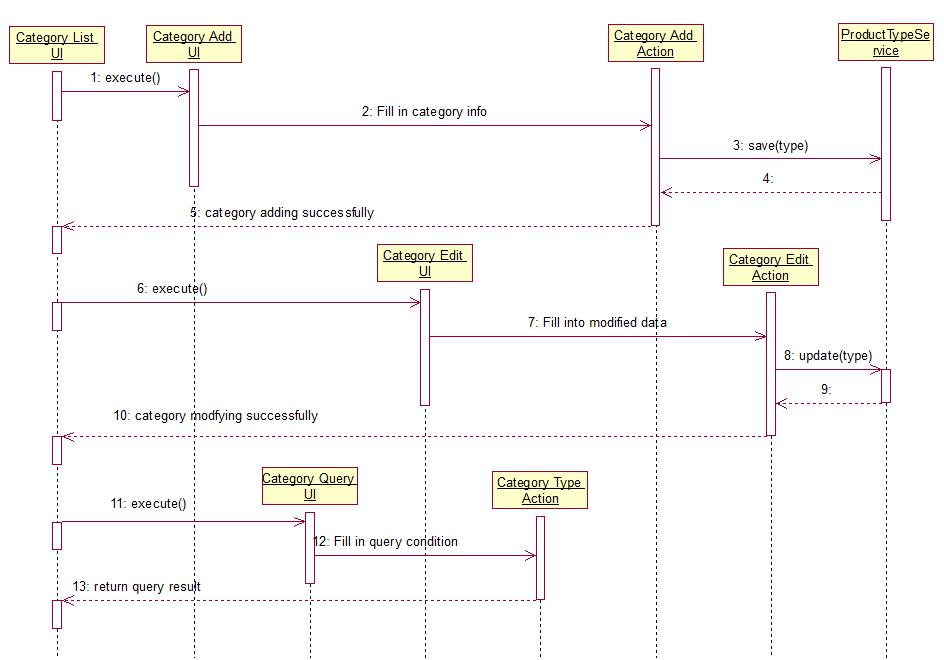 Category List
UI
Category Add
UI
Category Add
Action
ProductTypeSe
rvice
1: execute()
2: Fill in category info
3: save(type)
4:
5: category adding successfully
Category Edit
UI
Category Edit
Action
6: execute()
7: Fill into modified data
8: update(type)
9:
10: category modfying successfully
Category Query
UI
Category Type
Action
11: execute()
12: Fill in query condition
13: return query result